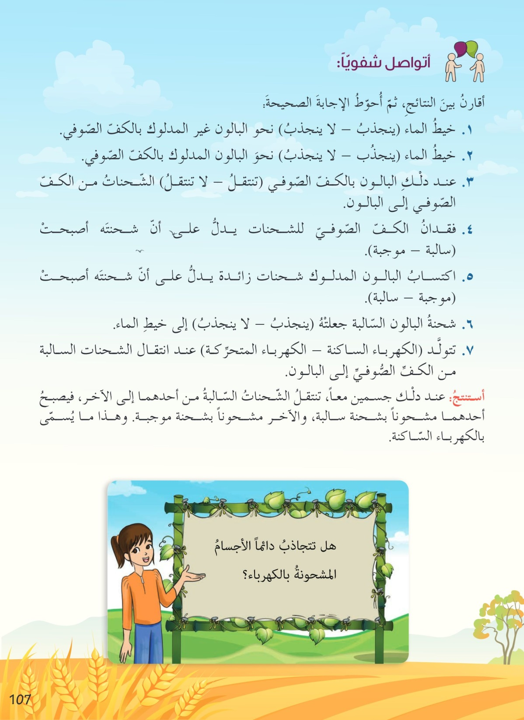 أتواصل شفويّاً:
أقارنُ بينَ النتائجِ، ثمّ أُحوّطُ الإجابةَ الصحيحةَ:
١. خيطُ الماء (ينجذبُ – لا ينجذبُ) نحو البالون غير المدلوك بالكفّ الصّوفي.
٢. خيطُ الماء (ينجذُب – لا ينجذبُ) نحوَ البالون المدلوك بالكفّ الصّوفي.
٣. عند دلْكِ البالون بالكفّ الصّوفي (تنتقلُ – لا تنتقلُ) الشّحناتُ من الكفّ
الصّوفي إلى البالون.
٤. فقدانُ الكفّ الصّوفيّ للشحنات يدلُّ على أنّ شحنتَه أصبحتْ
(سالبة – موجبة).
٥. اكتسابُ البالون المدلوك شحنات زائدة يدلُّ على أنّ شحنتَه أصبحتْ
(موجبة – سالبة).
٦. شحنةُ البالون السّالبة جعلتْهُ (ينجذبُ – لا ينجذبُ) إلى خيطِ الماء.
٧. تتولَّد (الكهرباء الساكنة – الكهرباء المتحرّكة) عند انتقال الشحنات السالبة
من الكفّ الصُّوفيّ إلى البالون.
أستنتجُ: عند دلْك جسمين معاً، تنتقلُ الشّحناتُ السّالبةُ من أحدهما إلى الآخر، فيصبحُ
أحدهما مشحوناً بشحنة سالبة، والآخر مشحوناً بشحنة موجبة. وهذا ما يُسمّى
بالكهرباء السّاكنة.
هل تتجاذبُ دائماً الأجسامُ
المشحونةُ بالكهرباء؟
107